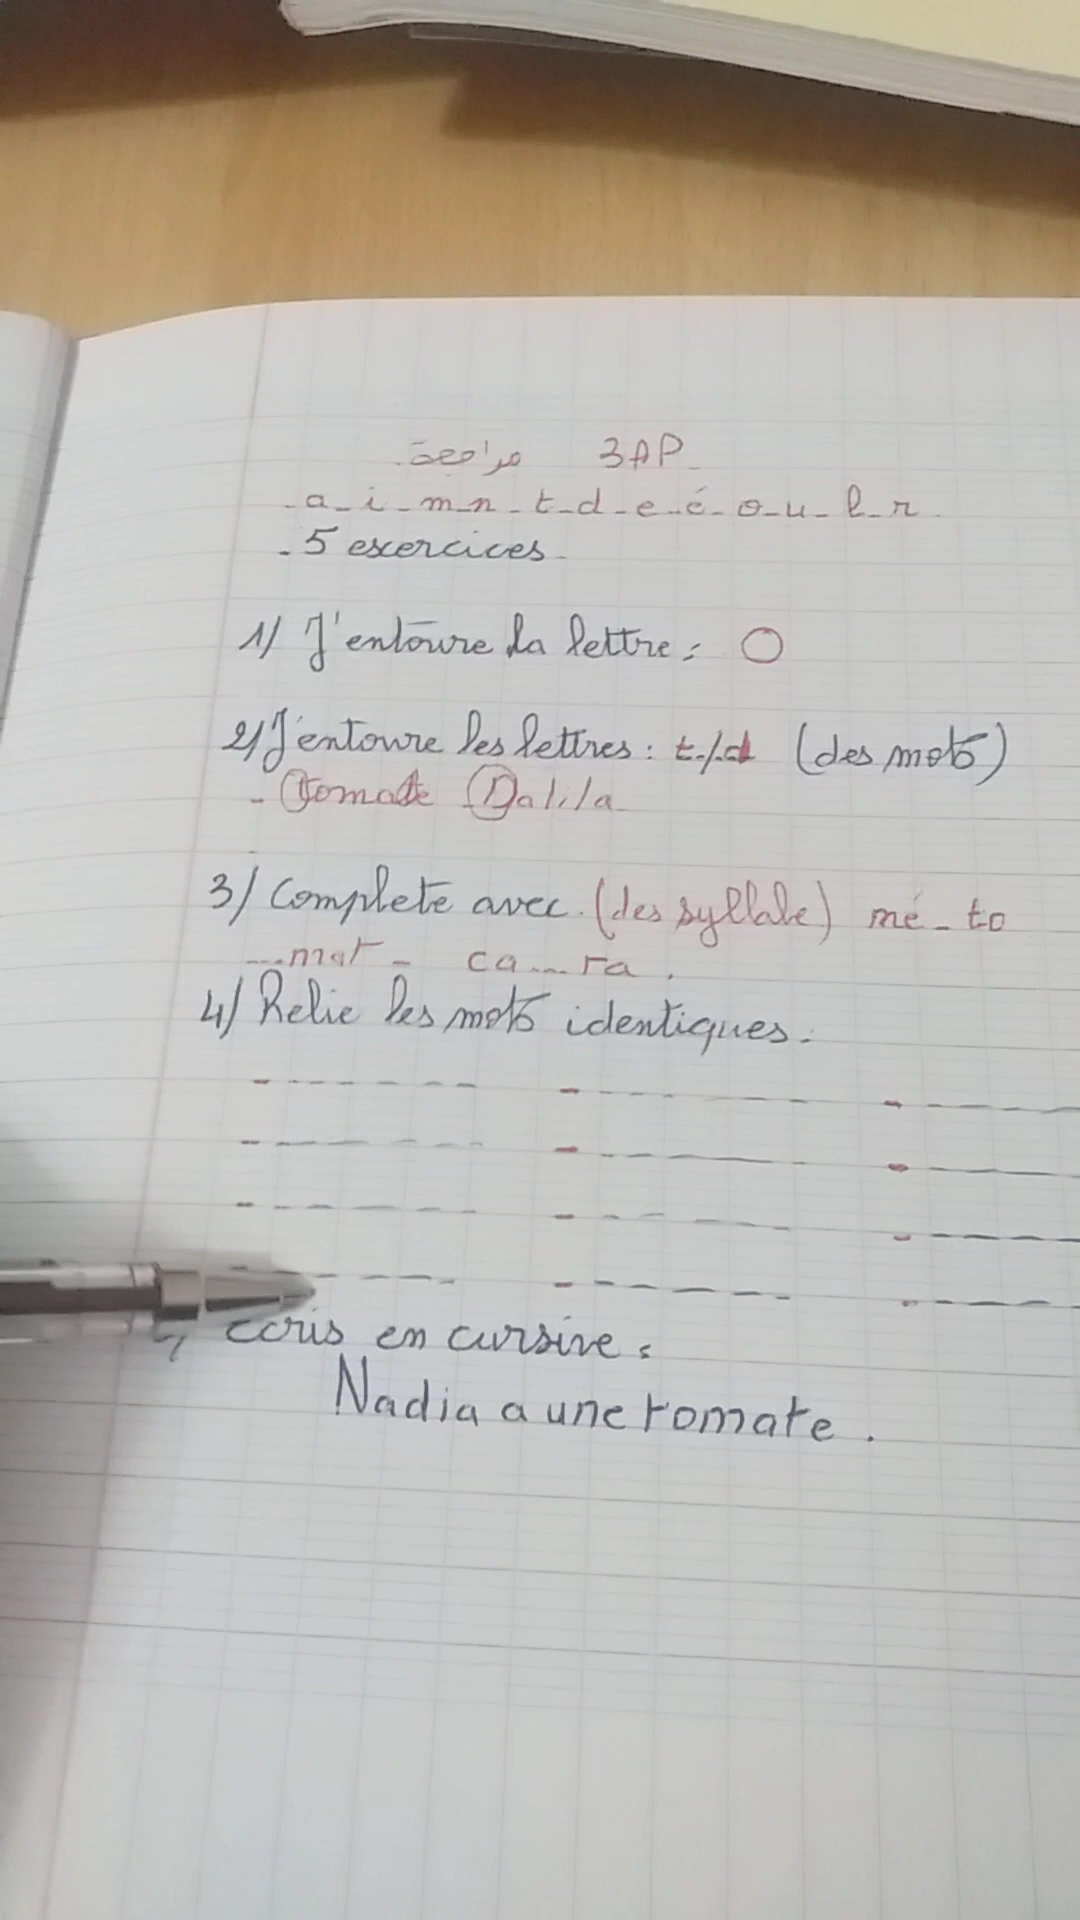 مراجعة 3AP
- a - i - m - n - t - d - e - é - o - u - l - r
- 5 exercices
1/ J'entoure la lettre : O
2/ J'entoure les lettres : t / d (des mots)
- tomate Dalila
3/ Complete avec (des syllabe) mé - to
...mat - ca...ra.
4/ Relie les mots identiques.
écris en cursive :
Nadia a une tomate.